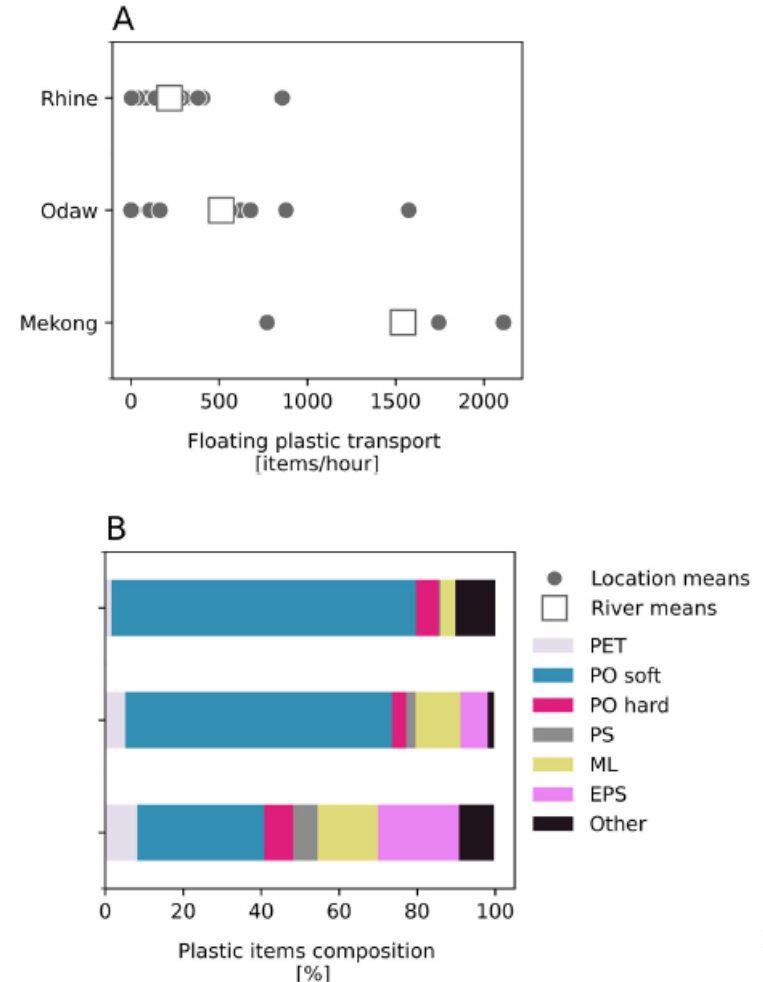 A
Rhine
Odaw
Mekong
0 500 1000 1500 2000
Floating plastic transport
[items/hour]
B
Location means
River means
PET
PO soft
PO hard
PS
ML
EPS
Other
0 20 40 60 80 100
Plastic items composition
[%]